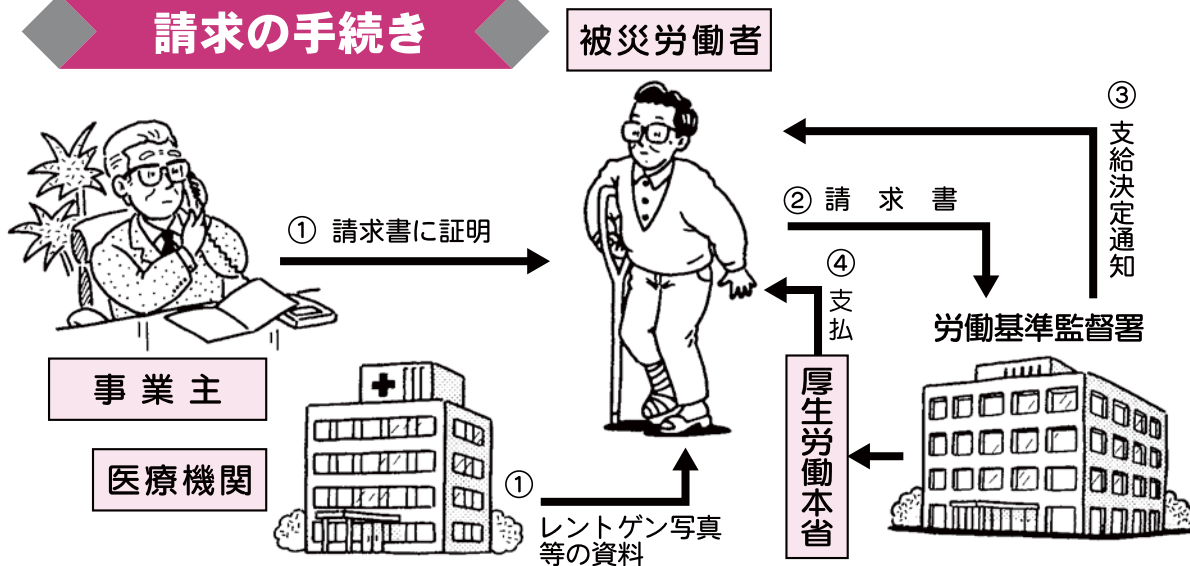 請求の手続き
被災労働者
① 請求書に証明
② 請求書
③ 支給決定通知
④ 支払
労働基準監督署
事業主
厚生労働本省
医療機関
①
レントゲン写真
等の資料